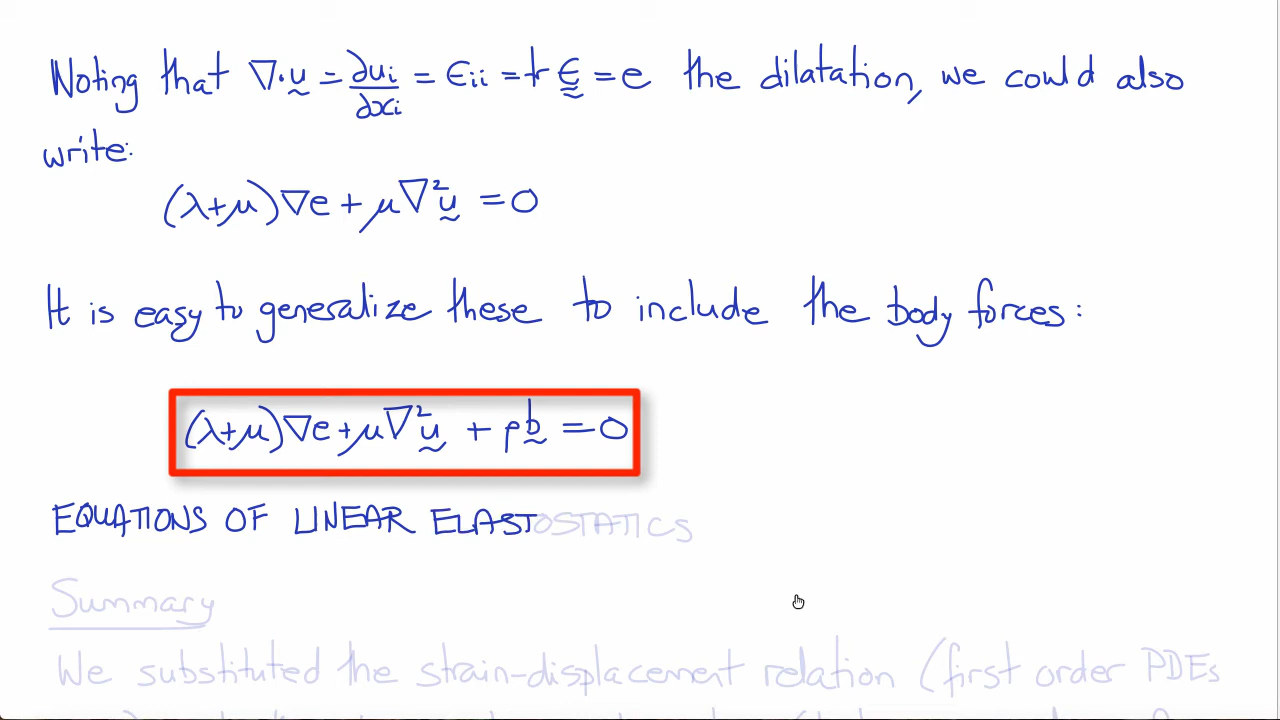 Noting that ∇·u = ∂ui/∂xi = ϵii = tr ϵ = e the dilatation, we could also
write:
(λ+μ)∇e + μ∇²u = 0
It is easy to generalize these to include the body forces:
(λ+μ)∇e + μ∇²u + ρb = 0
EQUATIONS OF LINEAR ELASTOSTATICS
Summary
We substituted the strain-displacement relation (first order PDEs